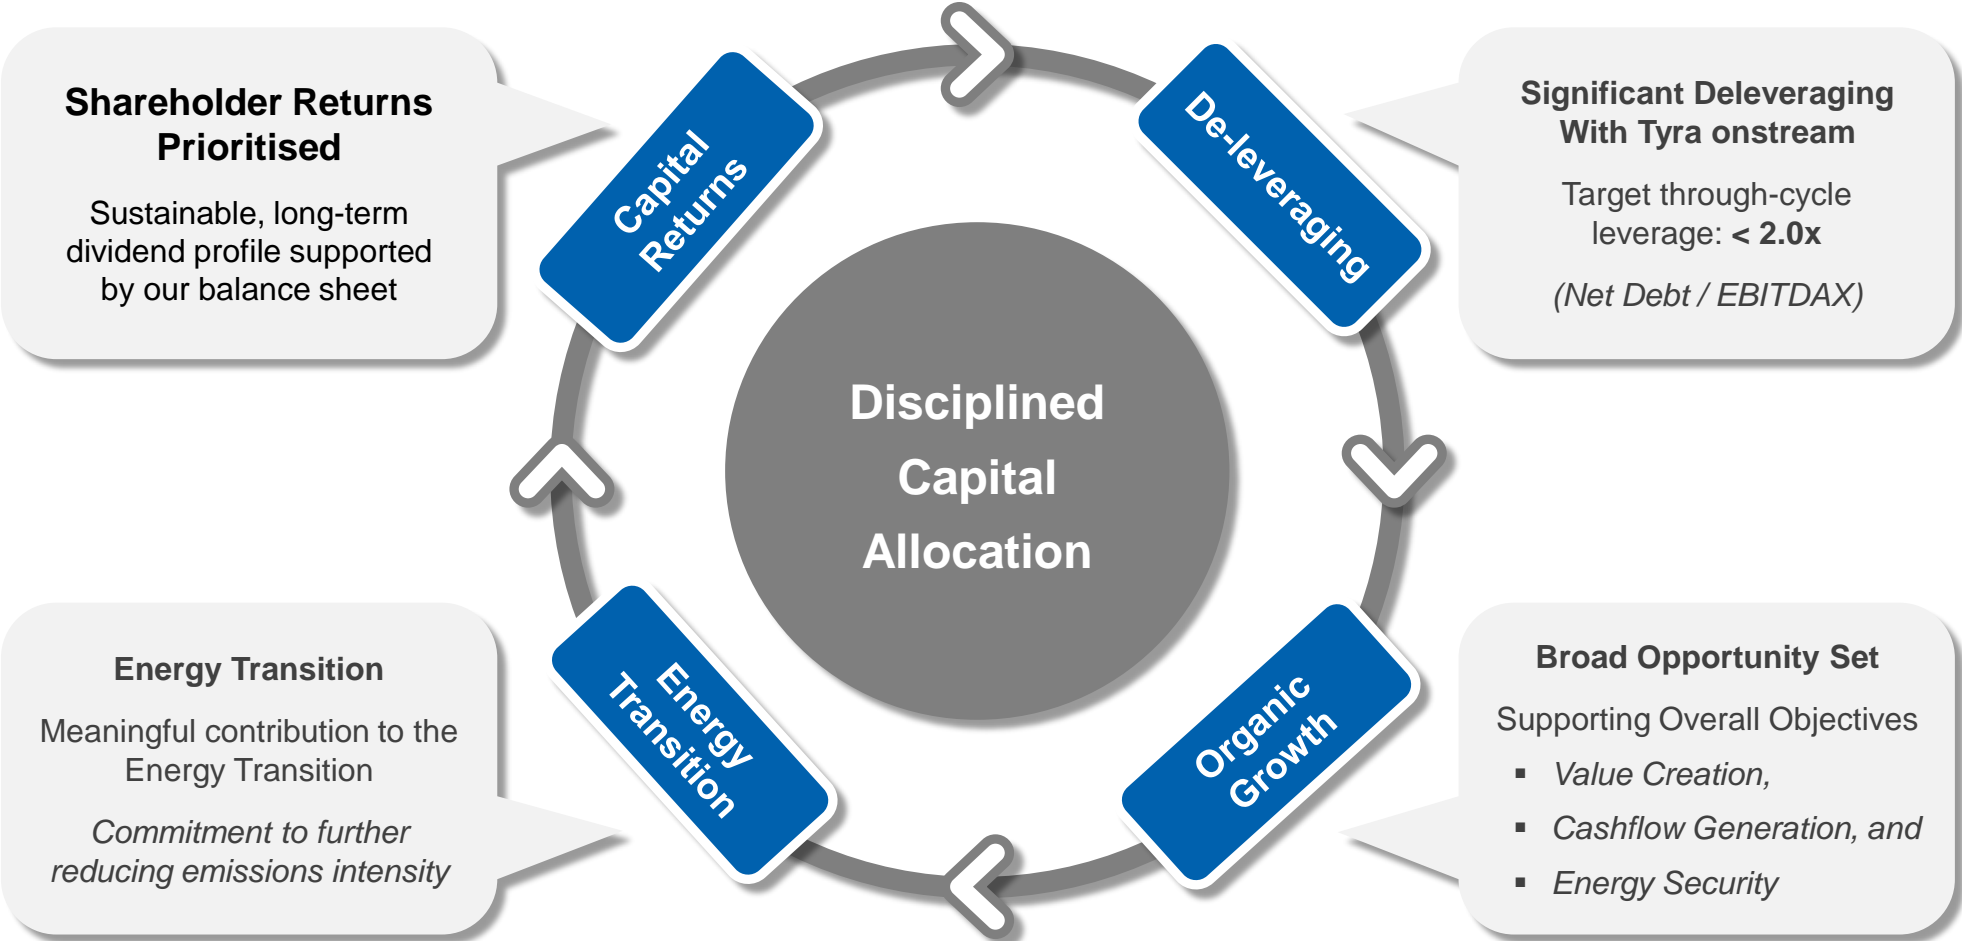 Shareholder Returns
Prioritised
Sustainable, long-term
dividend profile supported
by our balance sheet
Capital
Returns
De-leveraging
Significant Deleveraging
With Tyra onstream
Target through-cycle
leverage: < 2.0x
(Net Debt / EBITDAX)
Disciplined
Capital
Allocation
Energy Transition
Meaningful contribution to the
Energy Transition
Commitment to further
reducing emissions intensity
Energy
Transition
Organic
Growth
Broad Opportunity Set
Supporting Overall Objectives
▪ Value Creation,
▪ Cashflow Generation, and
▪ Energy Security